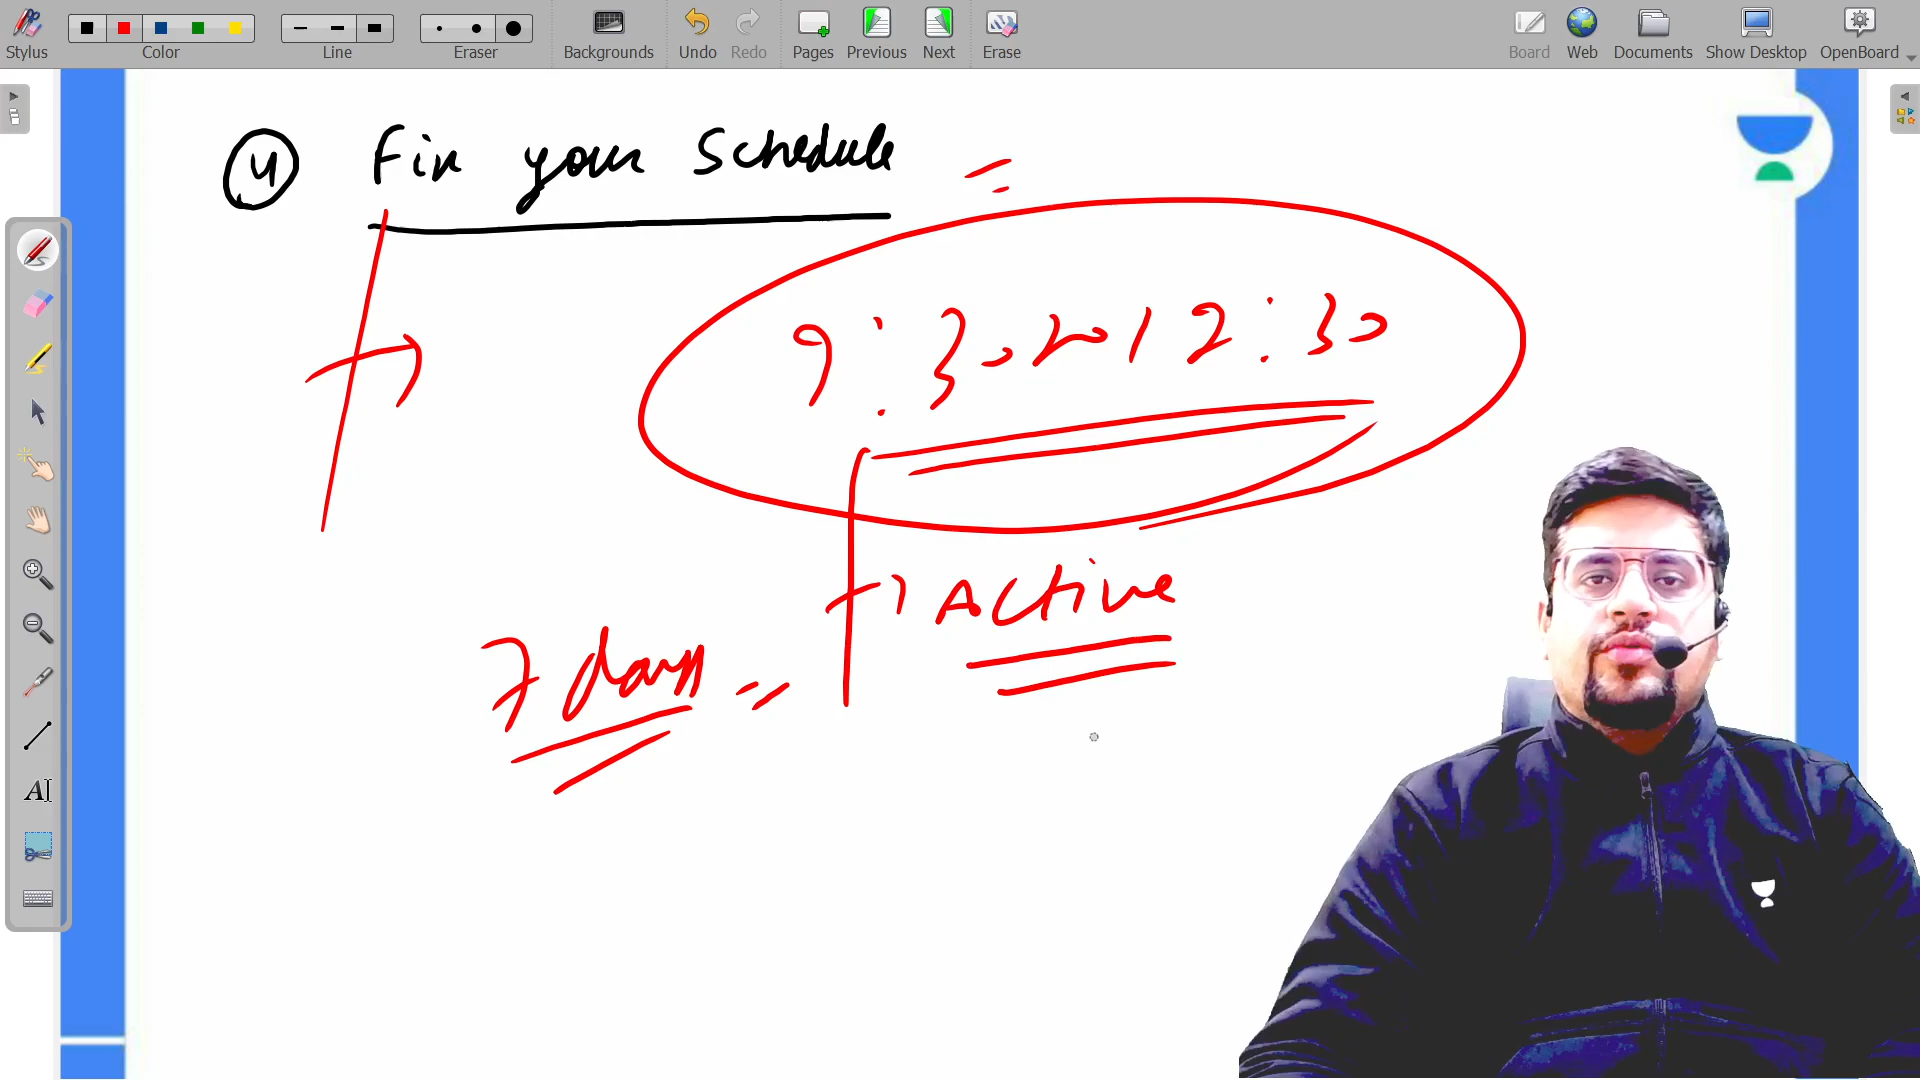 Stylus Color Line Eraser Backgrounds Undo Redo Pages Previous Next Erase Board Web Documents Show Desktop OpenBoard
4 Fix your Schedule
9:30 to 12:30
Active
7 days